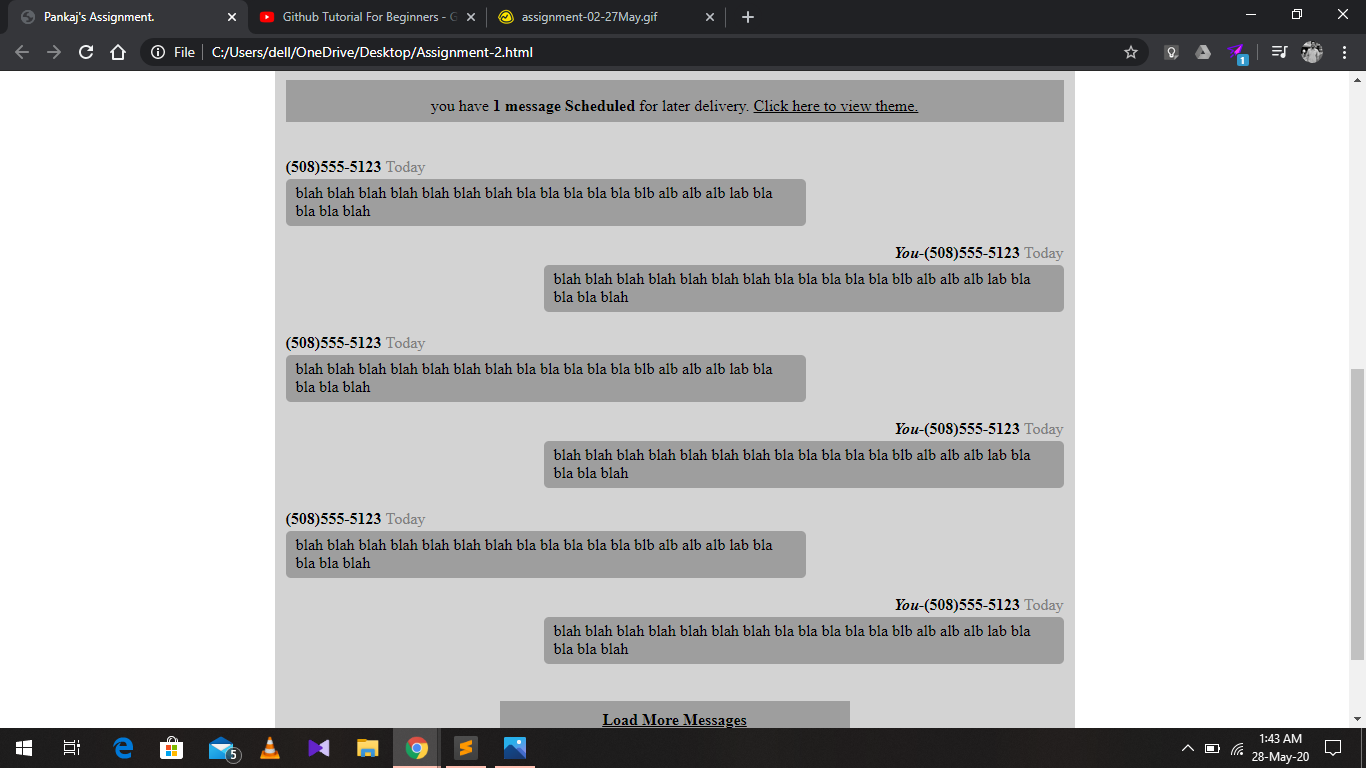 Pankaj's Assignment.
Github Tutorial For Beginners - G
assignment-02-27May.gif
File
C:/Users/dell/OneDrive/Desktop/Assignment-2.html
1
you have 1 message Scheduled for later delivery. Click here to view theme.
(508)555-5123 Today
blah blah blah blah blah blah blah bla bla bla bla bla blb alb alb alb lab bla
bla bla blah
You-(508)555-5123 Today
blah blah blah blah blah blah blah bla bla bla bla bla blb alb alb alb lab bla
bla bla blah
(508)555-5123 Today
blah blah blah blah blah blah blah bla bla bla bla bla blb alb alb alb lab bla
bla bla blah
You-(508)555-5123 Today
blah blah blah blah blah blah blah bla bla bla bla bla blb alb alb alb lab bla
bla bla blah
(508)555-5123 Today
blah blah blah blah blah blah blah bla bla bla bla bla blb alb alb alb lab bla
bla bla blah
You-(508)555-5123 Today
blah blah blah blah blah blah blah bla bla bla bla bla blb alb alb alb lab bla
bla bla blah
Load More Messages
5
1:43 AM
28-May-20